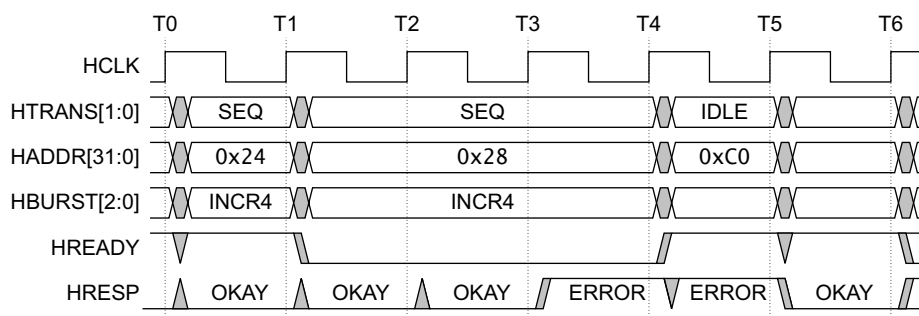 T0 T1 T2 T3 T4 T5 T6
HCLK
HTRANS[1:0] SEQ SEQ IDLE
HADDR[31:0] 0x24 0x28 0xC0
HBURST[2:0] INCR4 INCR4
HREADY
HRESP OKAY OKAY OKAY ERROR ERROR OKAY